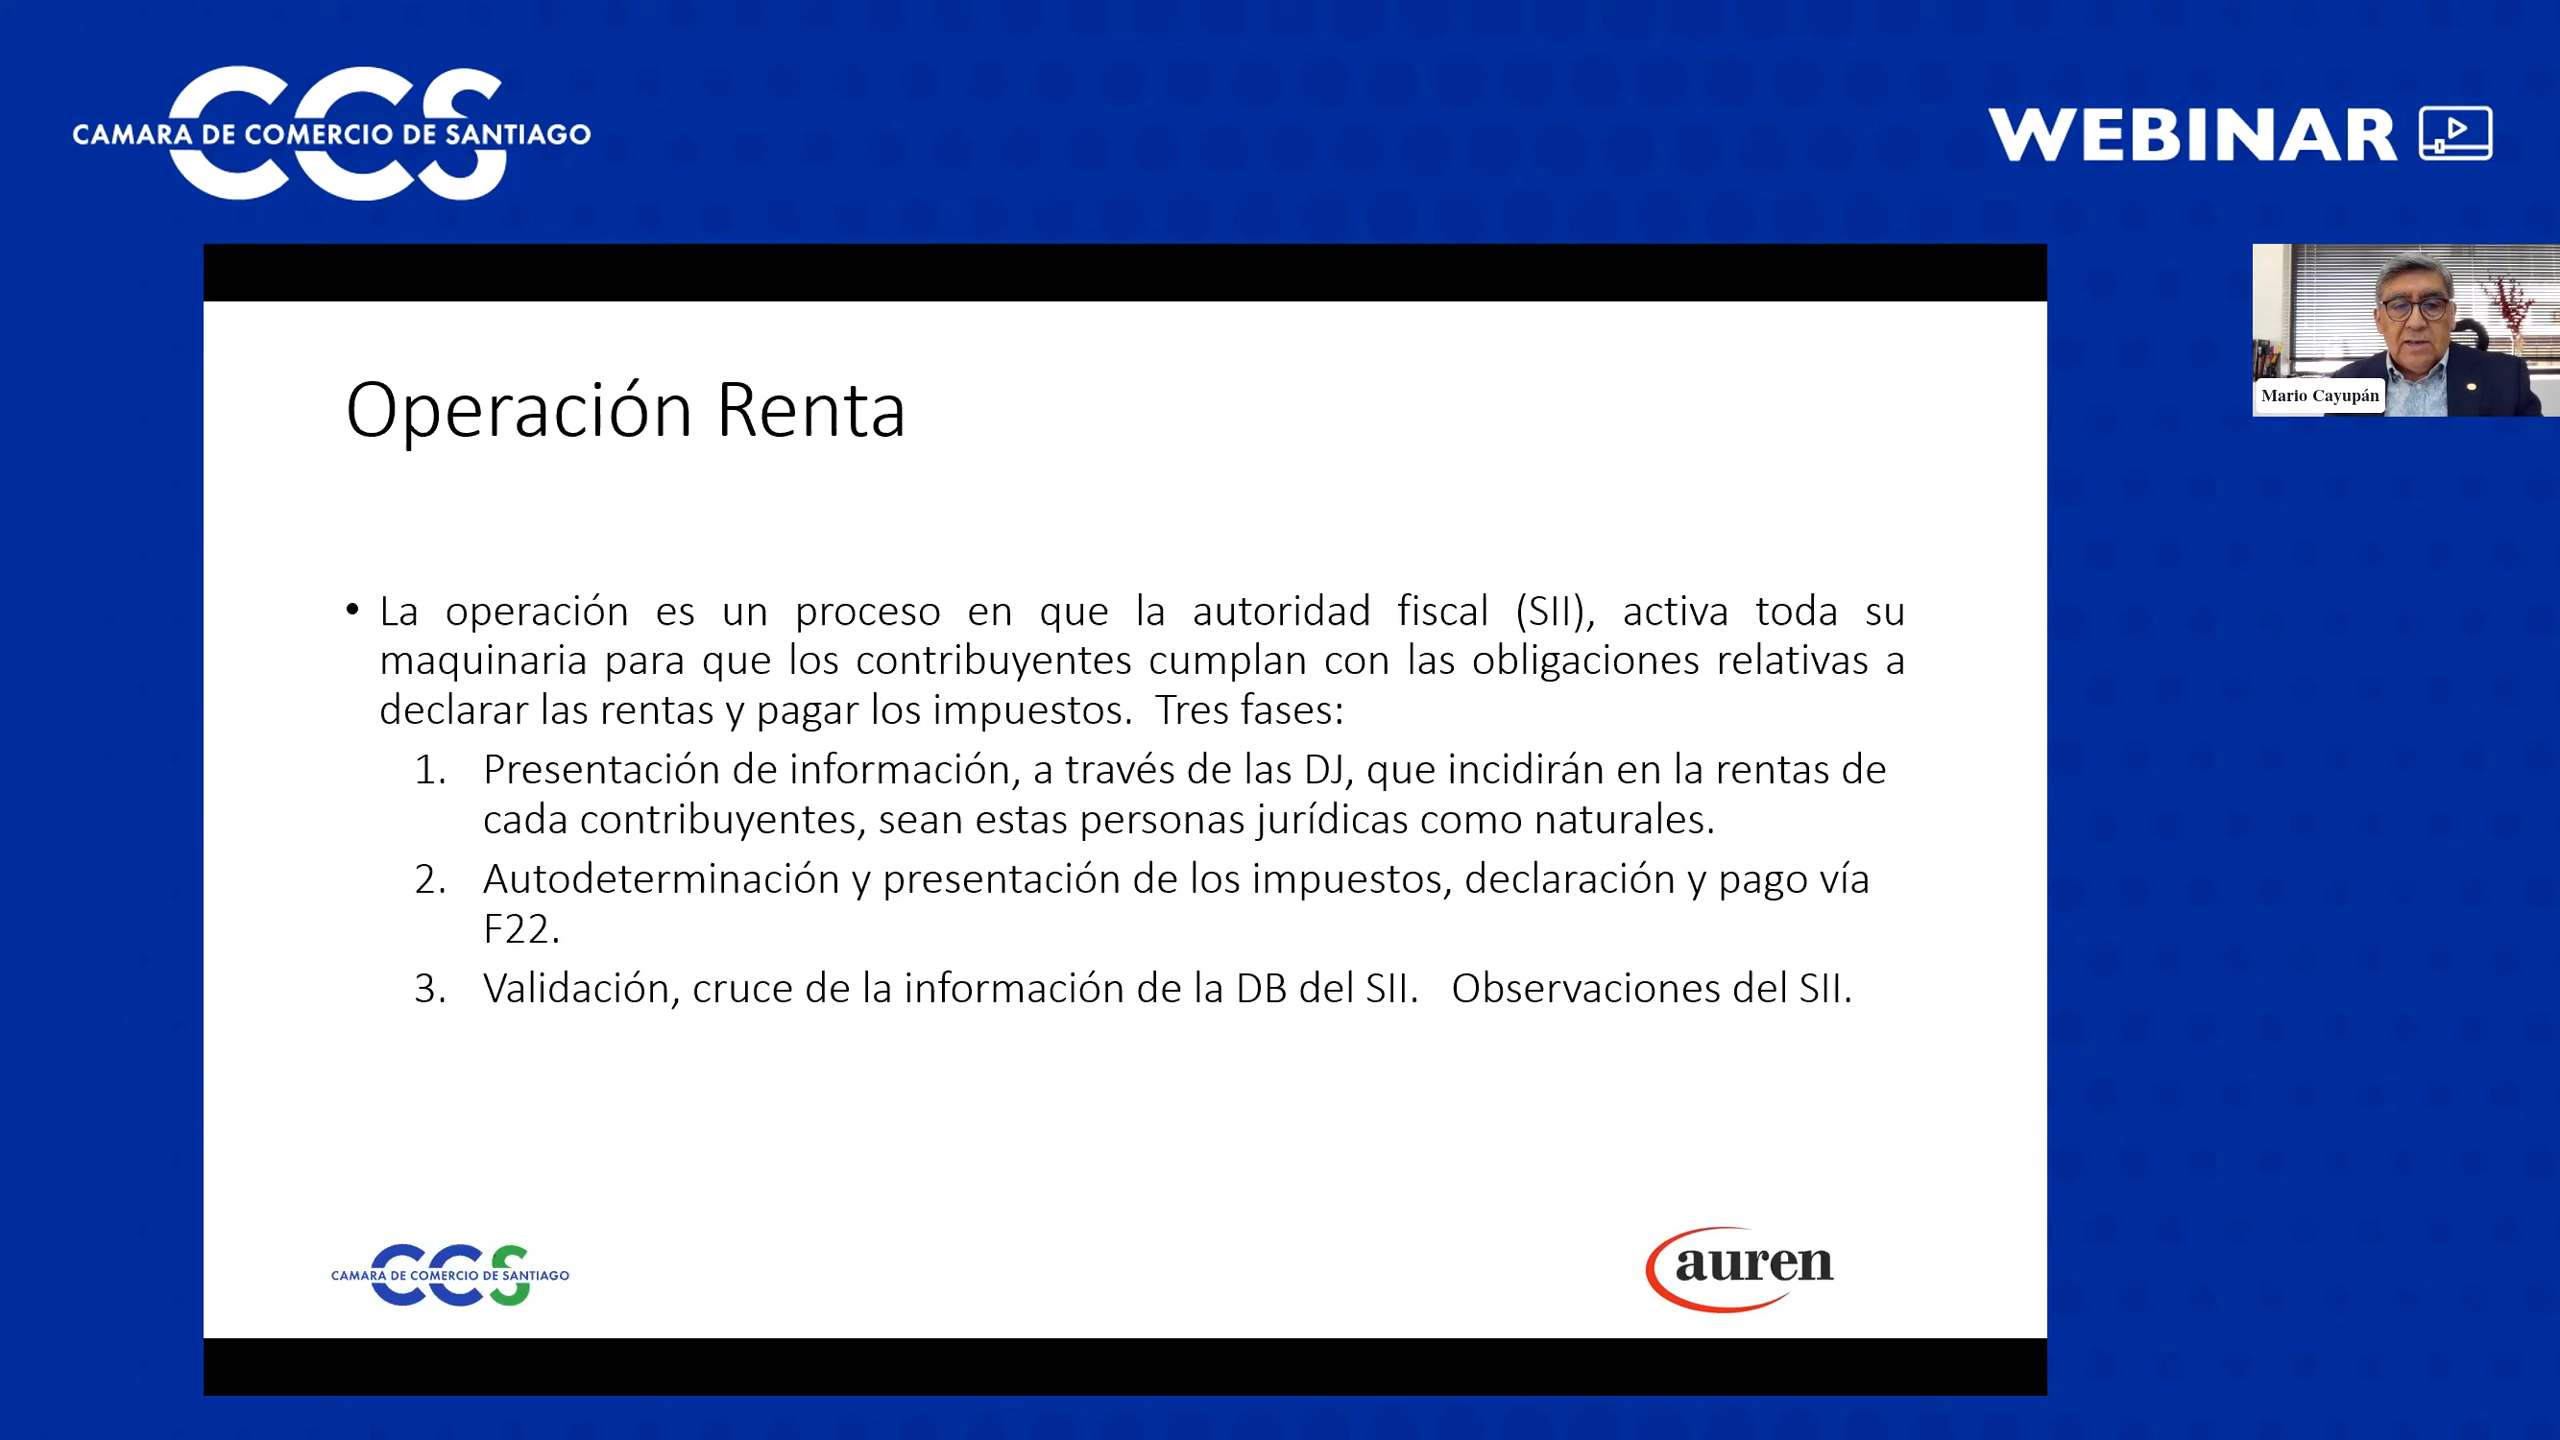 CCS
CAMARA DE COMERCIO DE SANTIAGO
WEBINAR
Mario Cayupán
Operación Renta
• La operación es un proceso en que la autoridad fiscal (SII), activa toda su
maquinaria para que los contribuyentes cumplan con las obligaciones relativas a
declarar las rentas y pagar los impuestos.  Tres fases:
1. Presentación de información, a través de las DJ, que incidirán en la rentas de
cada contribuyentes, sean estas personas jurídicas como naturales.
2. Autodeterminación y presentación de los impuestos, declaración y pago vía
F22.
3. Validación, cruce de la información de la DB del SII.   Observaciones del SII.
CCS
CAMARA DE COMERCIO DE SANTIAGO
auren